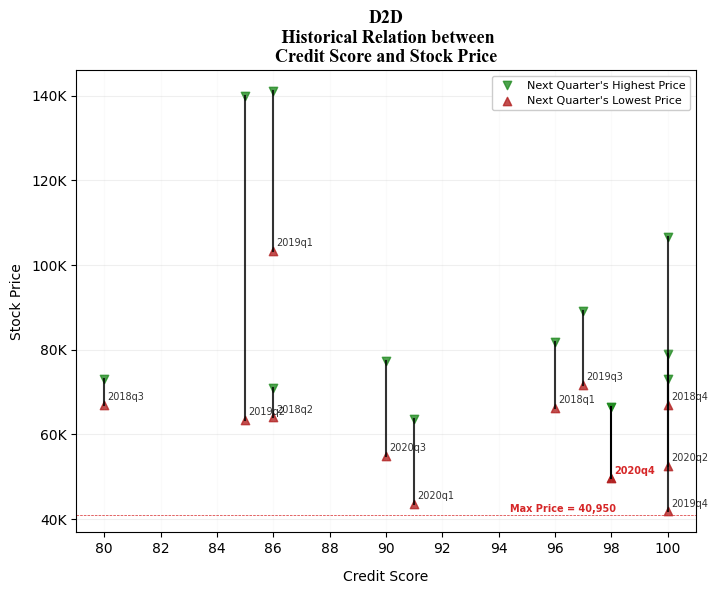 D2D
Historical Relation between
Credit Score and Stock Price
Next Quarter's Highest Price
Next Quarter's Lowest Price
140K
120K
100K
80K
60K
40K
Stock Price
2019q1
2018q3
2019q2
2018q2
2020q3
2020q1
2018q1
2019q3
2018q4
2020q2
2020q4
2019q4
Max Price = 40,950
80 82 84 86 88 90 92 94 96 98 100
Credit Score